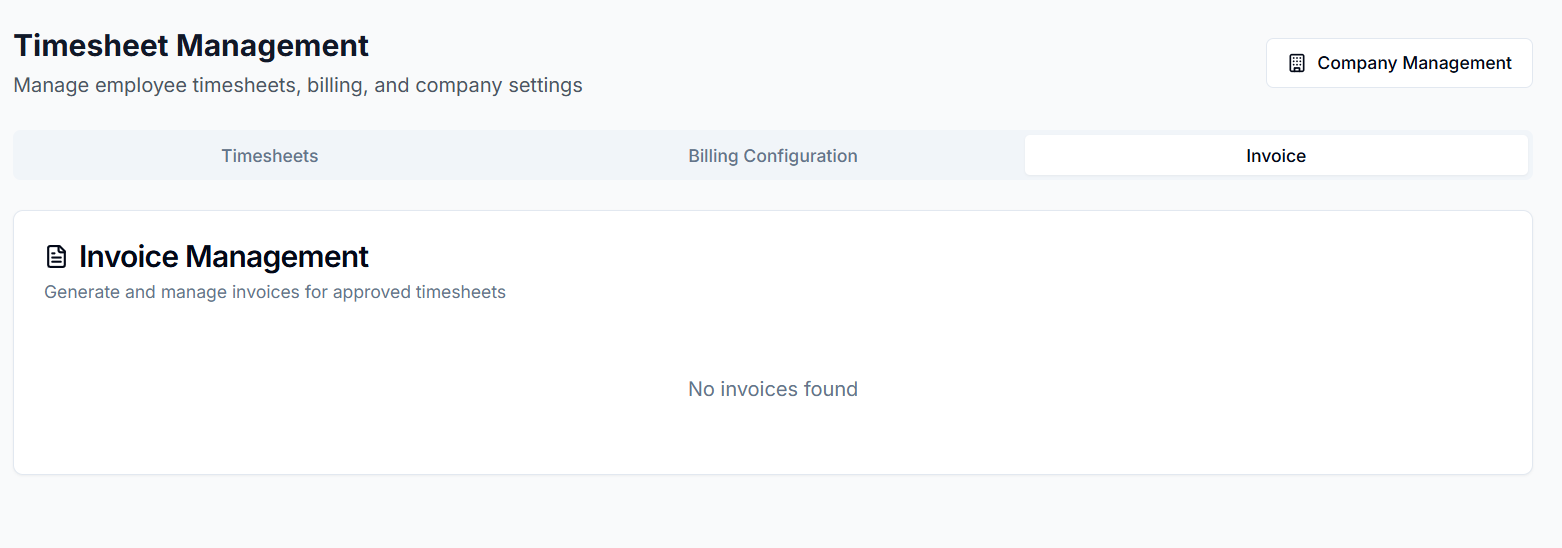 Timesheet Management
Manage employee timesheets, billing, and company settings
Company Management
Timesheets
Billing Configuration
Invoice
Invoice Management
Generate and manage invoices for approved timesheets
No invoices found